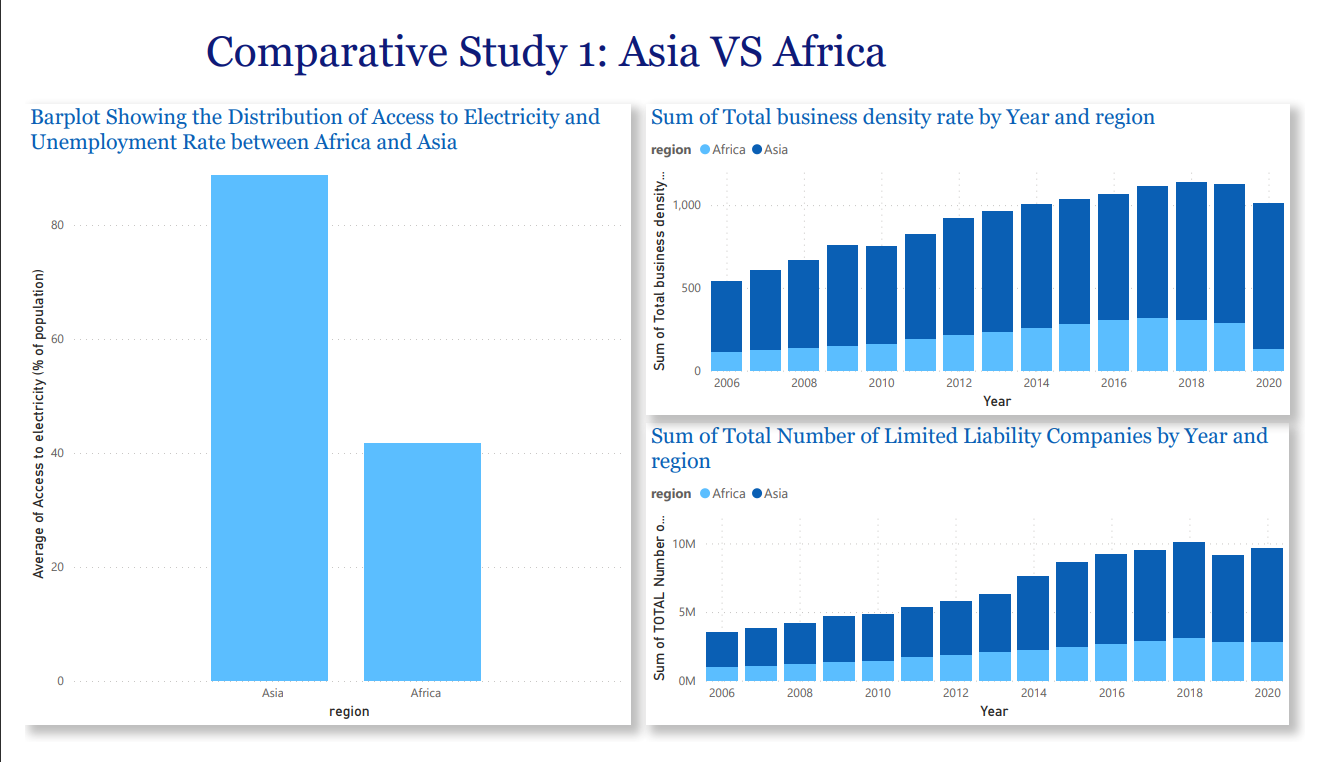 Comparative Study 1: Asia VS Africa
Barplot Showing the Distribution of Access to Electricity and
Unemployment Rate between Africa and Asia
Average of Access to electricity (% of population)
80
60
40
20
0
Asia
Africa
region
Sum of Total business density rate by Year and region
region
Africa
Asia
Sum of Total business density...
1,000
500
0
2006
2008
2010
2012
2014
2016
2018
2020
Year
Sum of Total Number of Limited Liability Companies by Year and
region
region
Africa
Asia
Sum of TOTAL Number o...
10M
5M
0M
2006
2008
2010
2012
2014
2016
2018
2020
Year